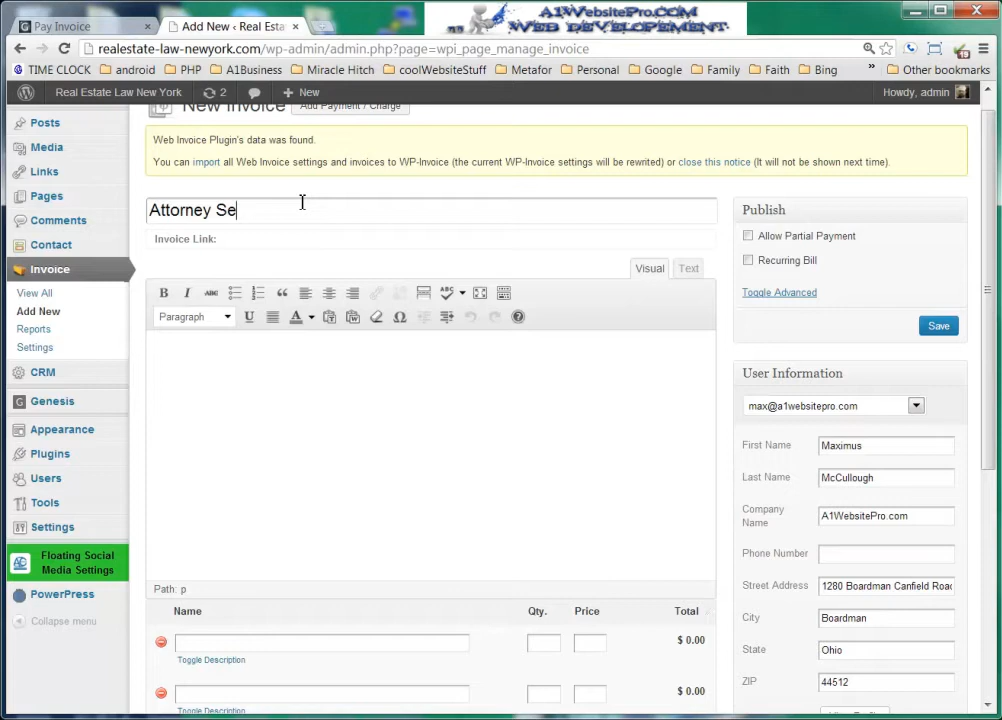 Pay Invoice
Add New ‹ Real Esta
A1WebsitePro.COM
WEB DEVELOPEMENT
realestate-law-newyork.com/wp-admin/admin.php?page=wpi_page_manage_invoice
TIME CLOCK android PHP A1Business Miracle Hitch coolWebsiteStuff Metafor Personal Google Family Faith Bing » Other bookmarks
Real Estate Law New York 2 New Howdy, admin
New Invoice Add Payment / Charge
Posts
Media
Links
Pages
Comments
Contact
Invoice
View All
Add New
Reports
Settings
CRM
Genesis
Appearance
Plugins
Users
Tools
Settings
Floating Social
Media Settings
PowerPress
Collapse menu
Web Invoice Plugin's data was found.
You can import all Web Invoice settings and invoices to WP-Invoice (the current WP-Invoice settings will be rewrited) or close this notice (It will not be shown next time).
Attorney Se
Invoice Link:
Visual Text
B I ABC ABC
Paragraph U A Ω
Path: p
Name Qty. Price Total
$ 0.00
Toggle Description
$ 0.00
Toggle Description
Publish
Allow Partial Payment
Recurring Bill
Toggle Advanced
Save
User Information
max@a1websitepro.com
First Name Maximus
Last Name McCullough
Company
Name
A1WebsitePro.com
Phone Number
Street Address 1280 Boardman Canfield Road
City Boardman
State Ohio
ZIP 44512